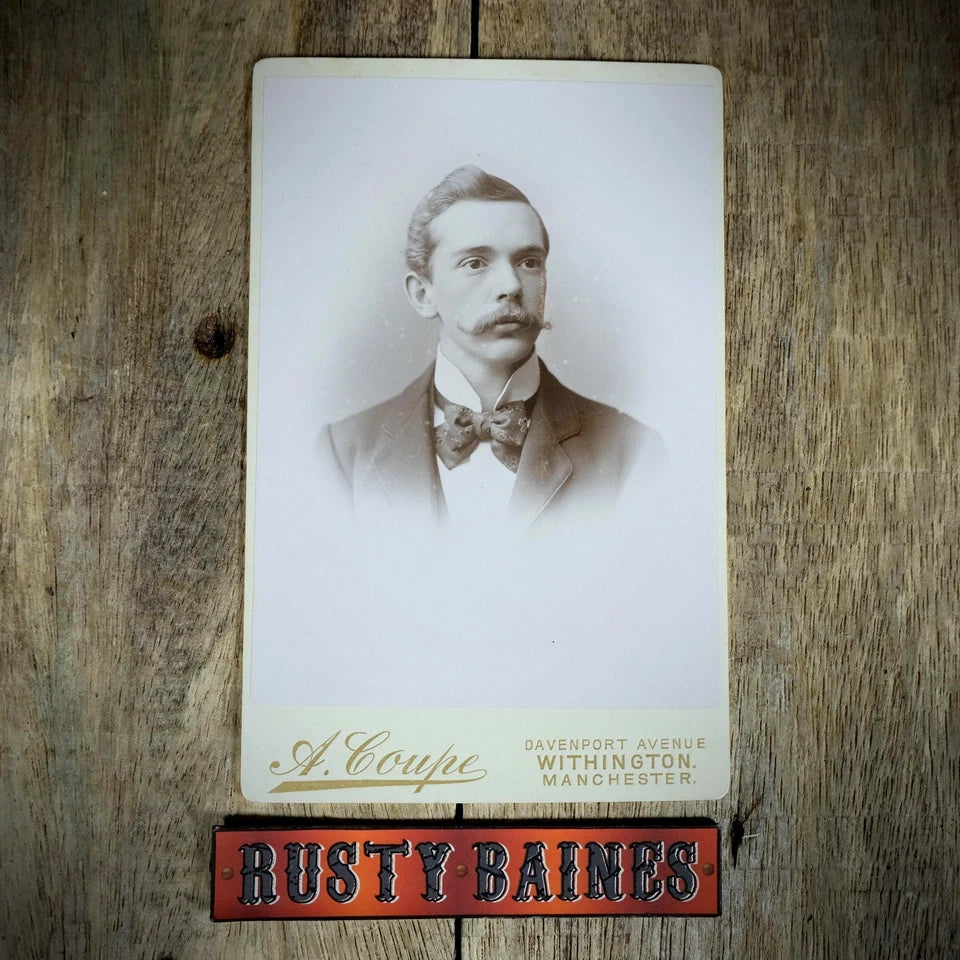 A. Coupe
DAVENPORT AVENUE
WITHINGTON.
MANCHESTER.
RUSTY BAINES